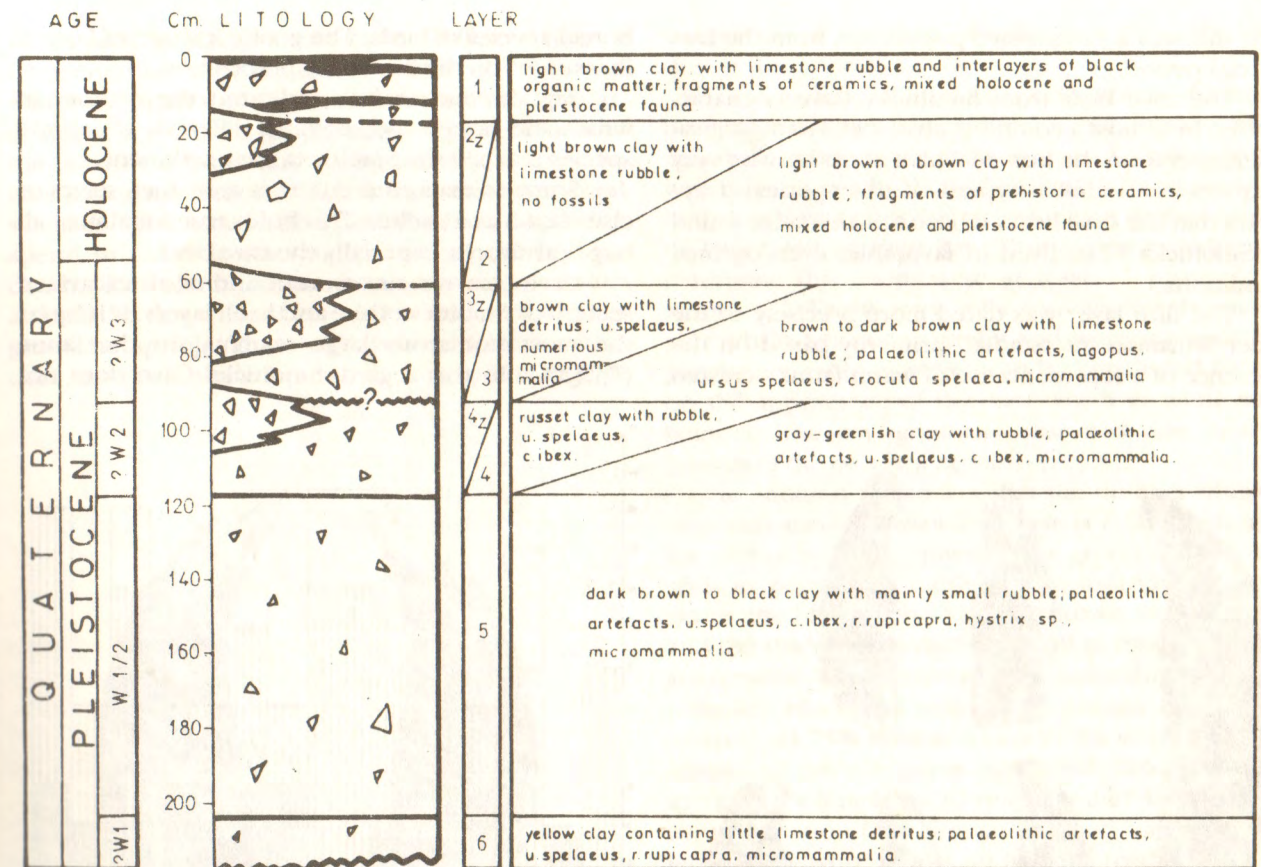 AGE Cm. LITOLOGY LAYER
QUATERNARY
HOLOCENE
PLEISTOCENE
W3
?W2
W 1/2
?W1
0
20
40
60
80
100
120
140
160
180
200
?
1
2z
2
3z
3
4z
4
5
6
light brown clay with limestone rubble and interlayers of black
organic matter; fragments of ceramics, mixed holocene and
pleistocene fauna
light brown clay with
limestone rubble,
no fossils
light brown to brown clay with limestone
rubble; fragments of prehistoric ceramics,
mixed holocene and pleistocene fauna
brown clay with limestone
detritus; u.spelaeus,
numerious
micromam-
malia
brown to dark brown clay with limestone
rubble; palaeolithic artefacts, lagopus,
ursus spelaeus, crocuta spelaea, micromammalia
russet clay with rubble,
u. spelaeus,
c.ibex.
gray-greenish clay with rubble, palaeolithic
artefacts, u.spelaeus. c ibex, micromammalia.
dark brown to black clay with mainly small rubble; palaeolithic
artefacts, u.spelaeus, c.ibex, r.rupicapra, hystrix sp.,
micromammalia
yellow clay containing little limestone detritus; palaeolithic artefacts,
u.spelaeus, r.rupicapra, micromammalia